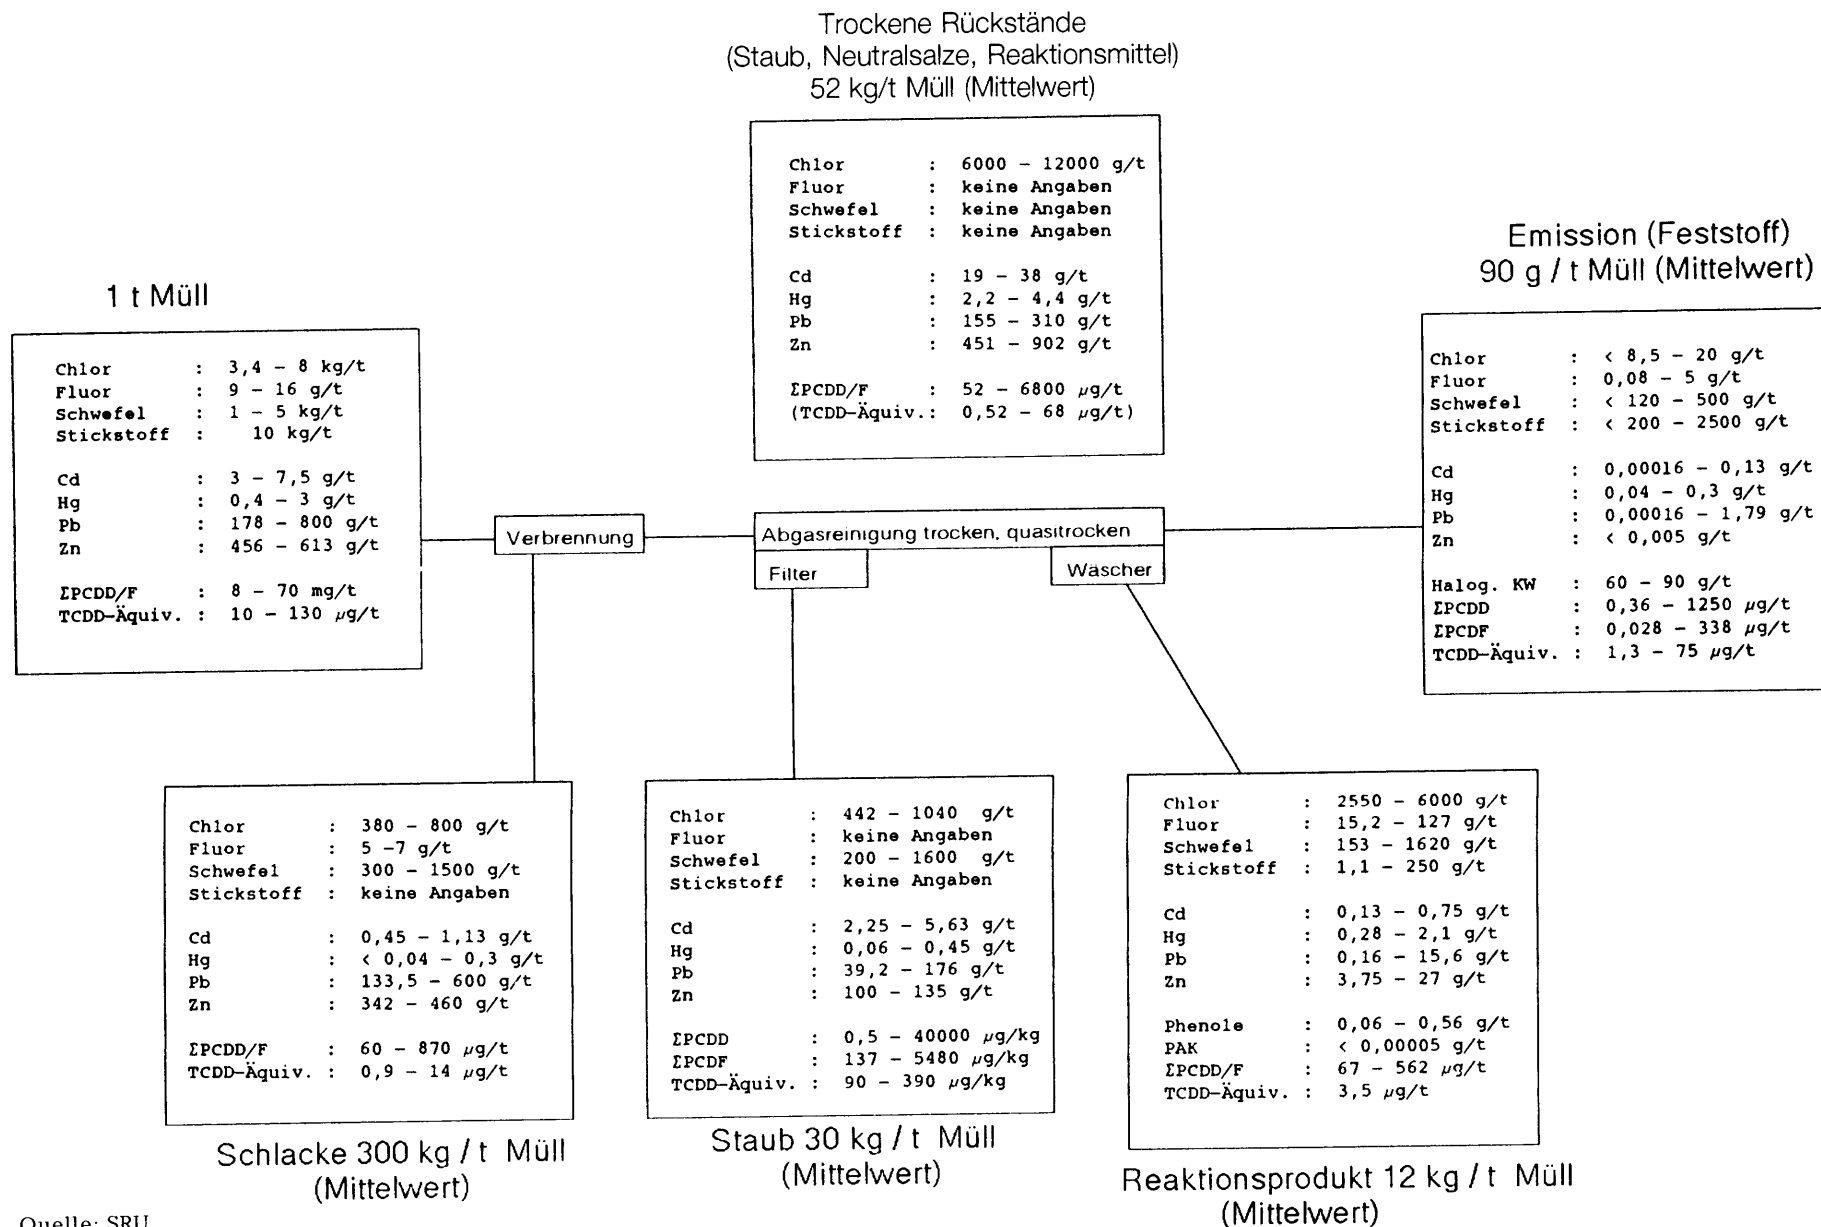 Trockene Rückstände
(Staub, Neutralsalze, Reaktionsmittel)
52 kg/t Müll (Mittelwert)
Chlor : 6000 – 12000 g/t
Fluor : keine Angaben
Schwefel : keine Angaben
Stickstoff : keine Angaben
Cd : 19 – 38 g/t
Hg : 2,2 – 4,4 g/t
Pb : 155 – 310 g/t
Zn : 451 – 902 g/t
ΣPCDD/F : 52 – 6800 µg/t
(TCDD–Äquiv.: 0,52 – 68 µg/t)
1 t Müll
Chlor : 3,4 – 8 kg/t
Fluor : 9 – 16 g/t
Schwefel : 1 – 5 kg/t
Stickstoff : 10 kg/t
Cd : 3 – 7,5 g/t
Hg : 0,4 – 3 g/t
Pb : 178 – 800 g/t
Zn : 456 – 613 g/t
ΣPCDD/F : 8 – 70 mg/t
TCDD–Äquiv. : 10 – 130 µg/t
Verbrennung
Abgasreinigung trocken, quasitrocken
Filter
Wäscher
Emission (Feststoff)
90 g / t Müll (Mittelwert)
Chlor : < 8,5 – 20 g/t
Fluor : 0,08 – 5 g/t
Schwefel : < 120 – 500 g/t
Stickstoff : < 200 – 2500 g/t
Cd : 0,00016 – 0,13 g/t
Hg : 0,04 – 0,3 g/t
Pb : 0,00016 – 1,79 g/t
Zn : < 0,005 g/t
Halog. KW : 60 – 90 g/t
ΣPCDD : 0,36 – 1250 µg/t
ΣPCDF : 0,028 – 338 µg/t
TCDD–Äquiv. : 1,3 – 75 µg/t
Chlor : 380 – 800 g/t
Fluor : 5 –7 g/t
Schwefel : 300 – 1500 g/t
Stickstoff : keine Angaben
Cd : 0,45 – 1,13 g/t
Hg : < 0,04 – 0,3 g/t
Pb : 133,5 – 600 g/t
Zn : 342 – 460 g/t
ΣPCDD/F : 60 – 870 µg/t
TCDD–Äquiv. : 0,9 – 14 µg/t
Schlacke 300 kg / t Müll
(Mittelwert)
Chlor : 442 – 1040 g/t
Fluor : keine Angaben
Schwefel : 200 – 1600 g/t
Stickstoff : keine Angaben
Cd : 2,25 – 5,63 g/t
Hg : 0,06 – 0,45 g/t
Pb : 39,2 – 176 g/t
Zn : 100 – 135 g/t
ΣPCDD : 0,5 – 40000 µg/kg
ΣPCDF : 137 – 5480 µg/kg
TCDD–Äquiv. : 90 – 390 µg/kg
Staub 30 kg / t Müll
(Mittelwert)
Chlor : 2550 – 6000 g/t
Fluor : 15,2 – 127 g/t
Schwefel : 153 – 1620 g/t
Stickstoff : 1,1 – 250 g/t
Cd : 0,13 – 0,75 g/t
Hg : 0,28 – 2,1 g/t
Pb : 0,16 – 15,6 g/t
Zn : 3,75 – 27 g/t
Phenole : 0,06 – 0,56 g/t
PAK : < 0,00005 g/t
ΣPCDD/F : 67 – 562 µg/t
TCDD–Äquiv. : 3,5 µg/t
Reaktionsprodukt 12 kg / t Müll
(Mittelwert)
Quelle: SRU